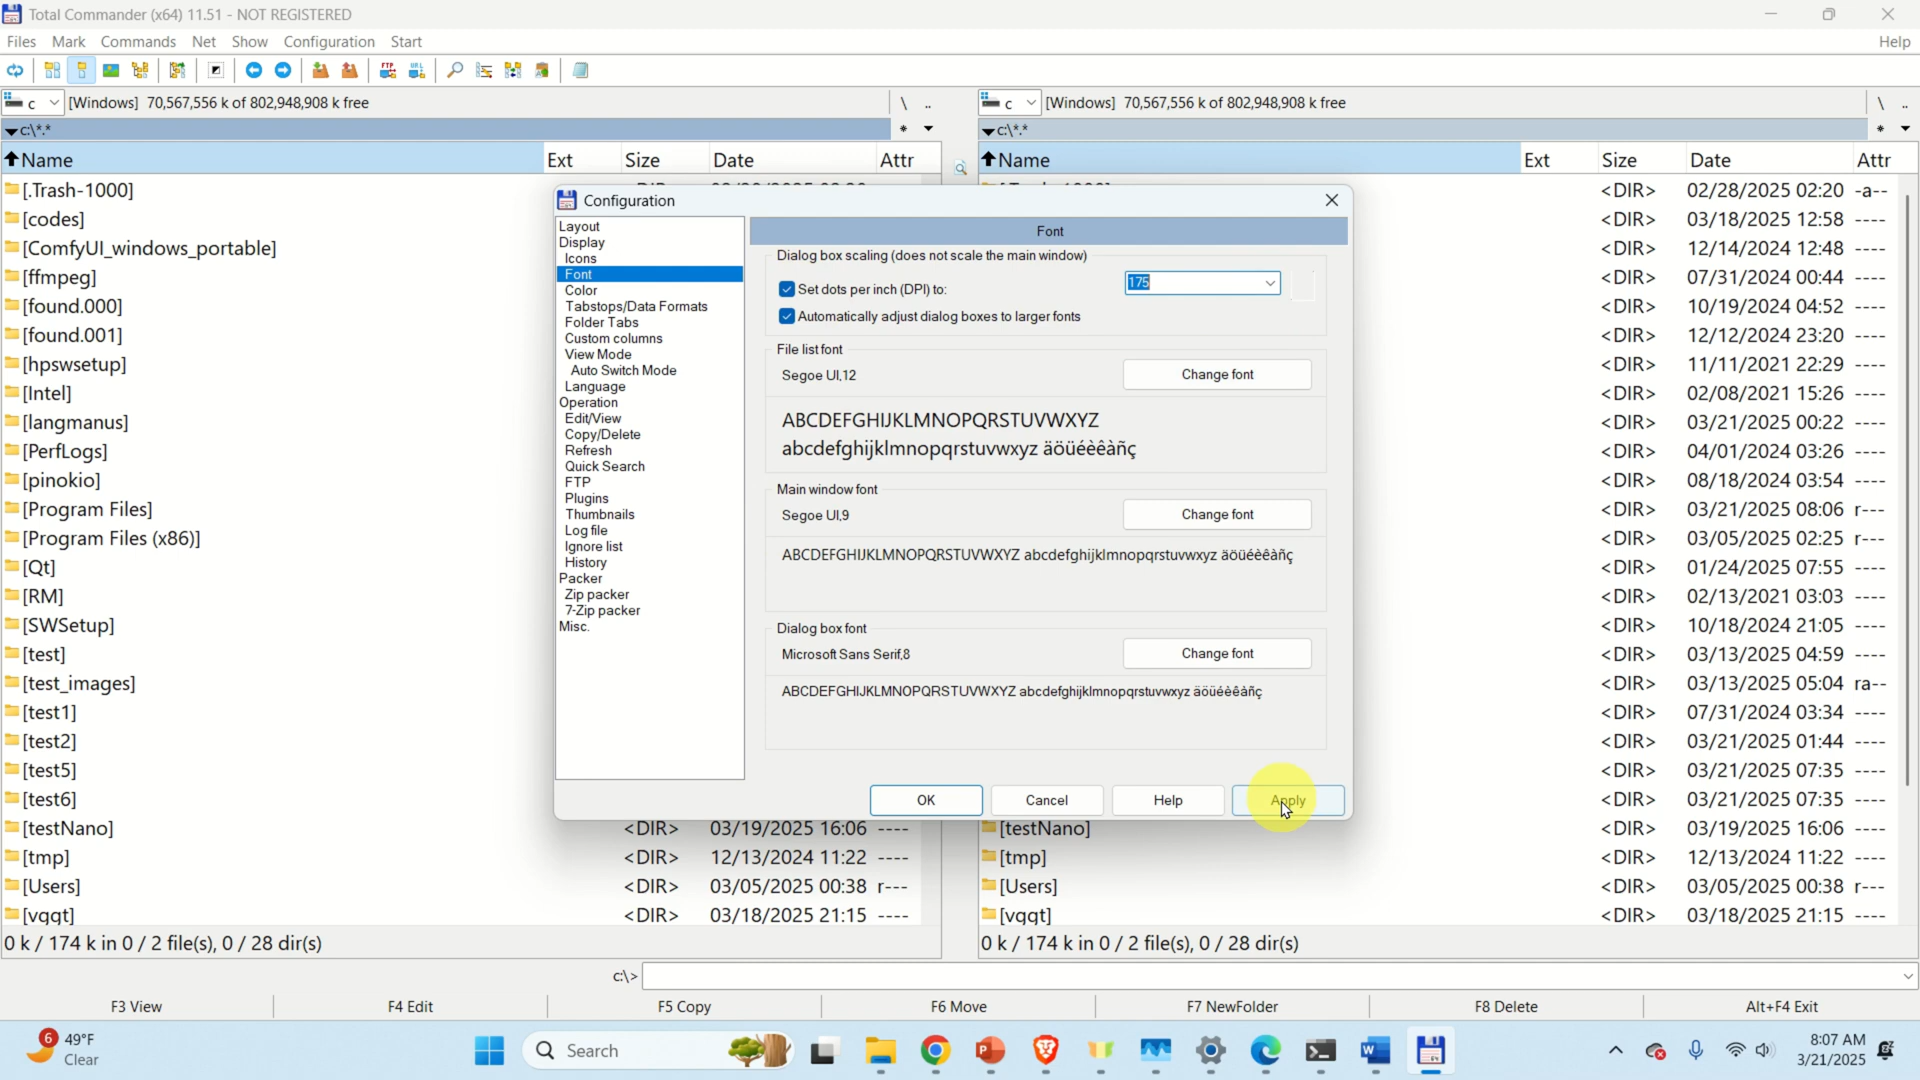 Total Commander (x64) 11.51 - NOT REGISTERED
Files Mark Commands Net Show Configuration Start Help
FTP URL
c [Windows] 70,567,556 k of 802,948,908 k free \ .. c [Windows] 70,567,556 k of 802,948,908 k free \ ..
c:\*.* * c:\*.* *
Name Ext Size Date Attr Name Ext Size Date Attr
[.Trash-1000] <DIR> 02/28/2025 02:20 -a--
[codes] <DIR> 03/18/2025 12:58 ----
[ComfyUI_windows_portable] <DIR> 12/14/2024 12:48 ----
[ffmpeg] <DIR> 07/31/2024 00:44 ----
[found.000] <DIR> 10/19/2024 04:52 ----
[found.001] <DIR> 12/12/2024 23:20 ----
[hpswsetup] <DIR> 11/11/2021 22:29 ----
[Intel] <DIR> 02/08/2021 15:26 ----
[langmanus] <DIR> 03/21/2025 00:22 ----
[PerfLogs] <DIR> 04/01/2024 03:26 ----
[pinokio] <DIR> 08/18/2024 03:54 ----
[Program Files] <DIR> 03/21/2025 08:06 r---
[Program Files (x86)] <DIR> 03/05/2025 02:25 r---
[Qt] <DIR> 01/24/2025 07:55 ----
[RM] <DIR> 02/13/2021 03:03 ----
[SWSetup] <DIR> 10/18/2024 21:05 ----
[test] <DIR> 03/13/2025 04:59 ----
[test_images] <DIR> 03/13/2025 05:04 ra--
[test1] <DIR> 07/31/2024 03:34 ----
[test2] <DIR> 03/21/2025 01:44 ----
[test5] <DIR> 03/21/2025 07:35 ----
[test6] <DIR> 03/21/2025 07:35 ----
[testNano] <DIR> 03/19/2025 16:06 ---- [testNano] <DIR> 03/19/2025 16:06 ----
[tmp] <DIR> 12/13/2024 11:22 ---- [tmp] <DIR> 12/13/2024 11:22 ----
[Users] <DIR> 03/05/2025 00:38 r--- [Users] <DIR> 03/05/2025 00:38 r---
[vggt] <DIR> 03/18/2025 21:15 ---- [vggt] <DIR> 03/18/2025 21:15 ----
0 k / 174 k in 0 / 2 file(s), 0 / 28 dir(s) 0 k / 174 k in 0 / 2 file(s), 0 / 28 dir(s)
Configuration
Layout
Display
Icons
Font
Color
Tabstops/Data Formats
Folder Tabs
Custom columns
View Mode
Auto Switch Mode
Language
Operation
Edit/View
Copy/Delete
Refresh
Quick Search
FTP
Plugins
Thumbnails
Log file
Ignore list
History
Packer
Zip packer
7-Zip packer
Misc.
Font
Dialog box scaling (does not scale the main window)
Set dots per inch (DPI) to: 175
Automatically adjust dialog boxes to larger fonts
File list font
Segoe UI,12 Change font
ABCDEFGHIJKLMNOPQRSTUVWXYZ
abcdefghijklmnopqrstuvwxyz äöüéèêàñç
Main window font
Segoe UI,9 Change font
ABCDEFGHIJKLMNOPQRSTUVWXYZ abcdefghijklmnopqrstuvwxyz äöüéèêàñç
Dialog box font
Microsoft Sans Serif,8 Change font
ABCDEFGHIJKLMNOPQRSTUVWXYZ abcdefghijklmnopqrstuvwxyz äöüéèêàñç
OK Cancel Help Apply
c:\>
F3 View F4 Edit F5 Copy F6 Move F7 NewFolder F8 Delete Alt+F4 Exit
6 49°F
Clear
Search
8:07 AM
3/21/2025